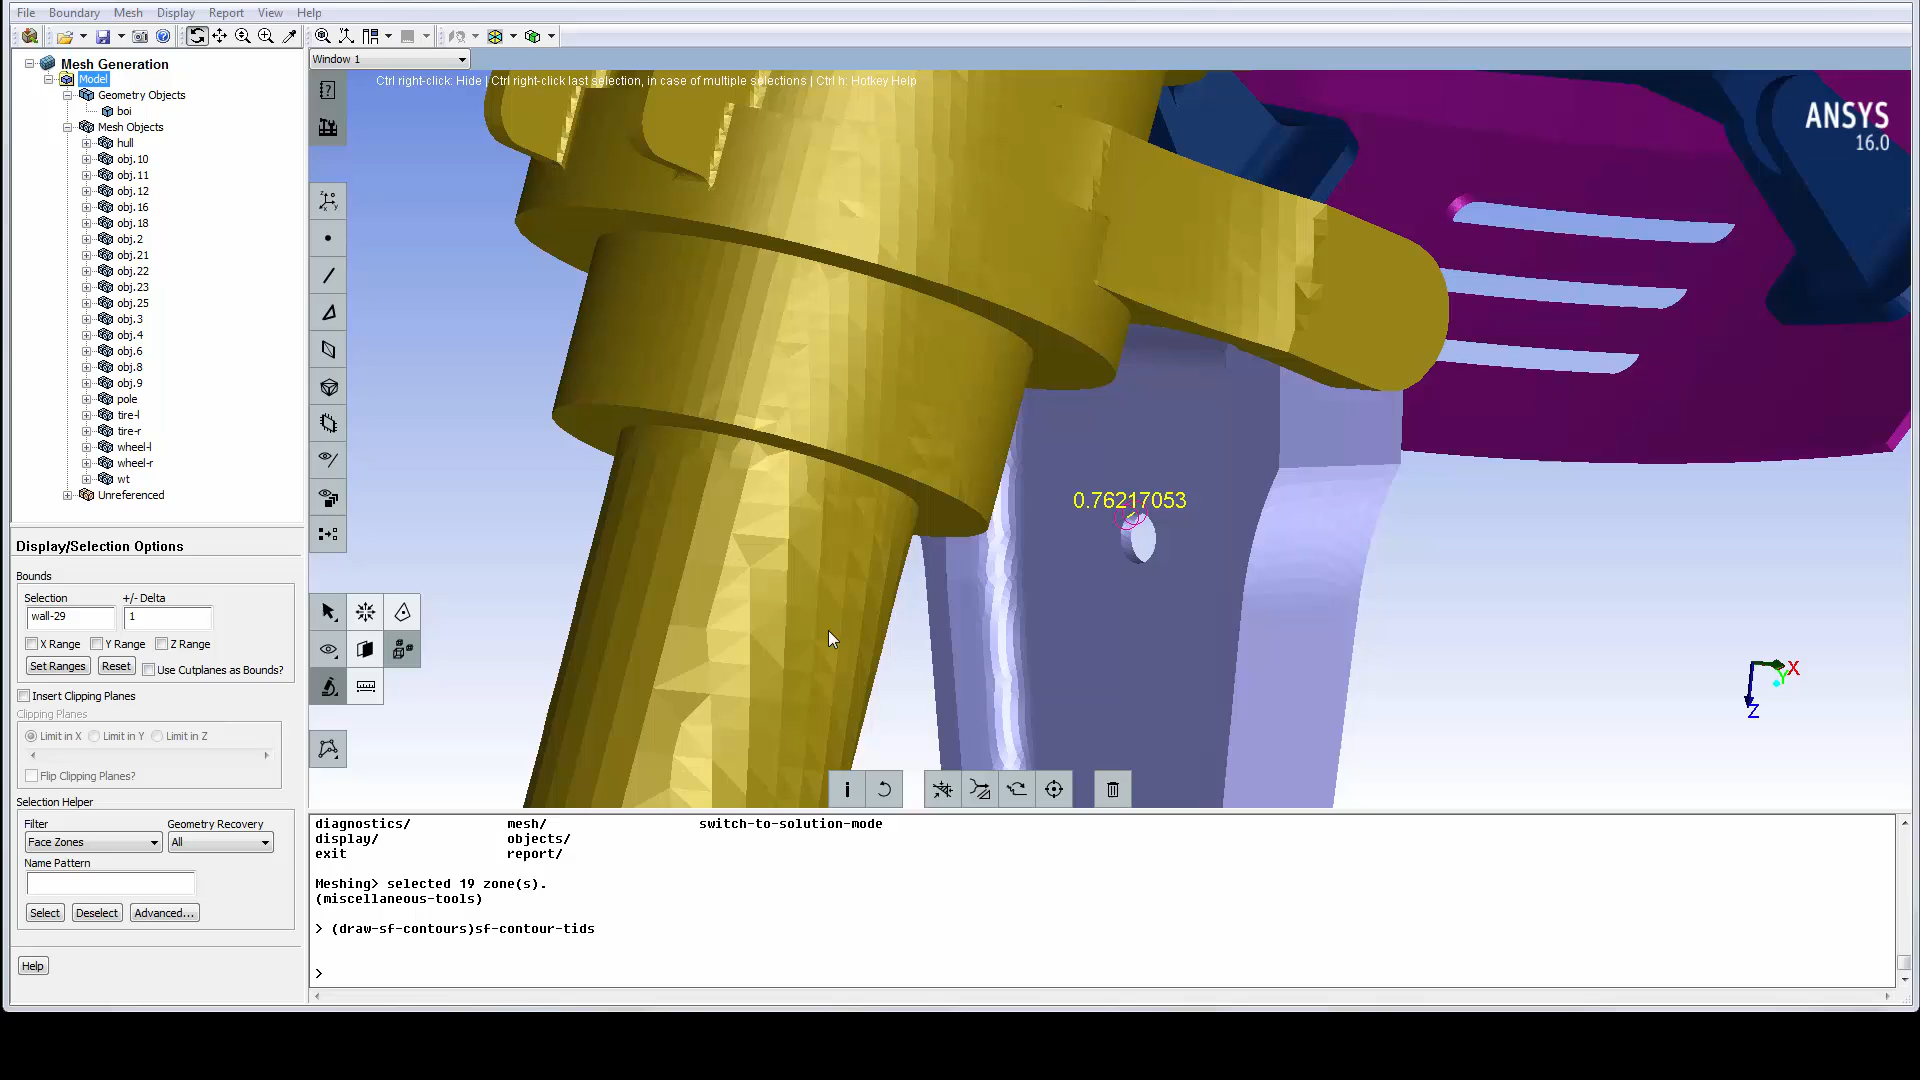 File Boundary Mesh Display Report View Help
Mesh Generation
Model
Geometry Objects
boi
Mesh Objects
hull
obj.10
obj.11
obj.12
obj.16
obj.18
obj.2
obj.21
obj.22
obj.23
obj.25
obj.3
obj.4
obj.6
obj.8
obj.9
pole
tire-l
tire-r
wheel-l
wheel-r
wt
Unreferenced
Display/Selection Options
Bounds
Selection +/- Delta
wall-29 1
X Range Y Range Z Range
Set Ranges Reset Use Cutplanes as Bounds?
Insert Clipping Planes
Clipping Planes
Limit in X Limit in Y Limit in Z
Flip Clipping Planes?
Selection Helper
Filter Geometry Recovery
Face Zones All
Name Pattern
Select Deselect Advanced...
Help
Window 1
Ctrl right-click: Hide | Ctrl right-click last selection, in case of multiple selections | Ctrl h: Hotkey Help
ANSYS
16.0
0.76217053
X
Y
Z
diagnostics/ mesh/ switch-to-solution-mode
display/ objects/
exit report/
Meshing> selected 19 zone(s).
(miscellaneous-tools)
> (draw-sf-contours)sf-contour-tids
>